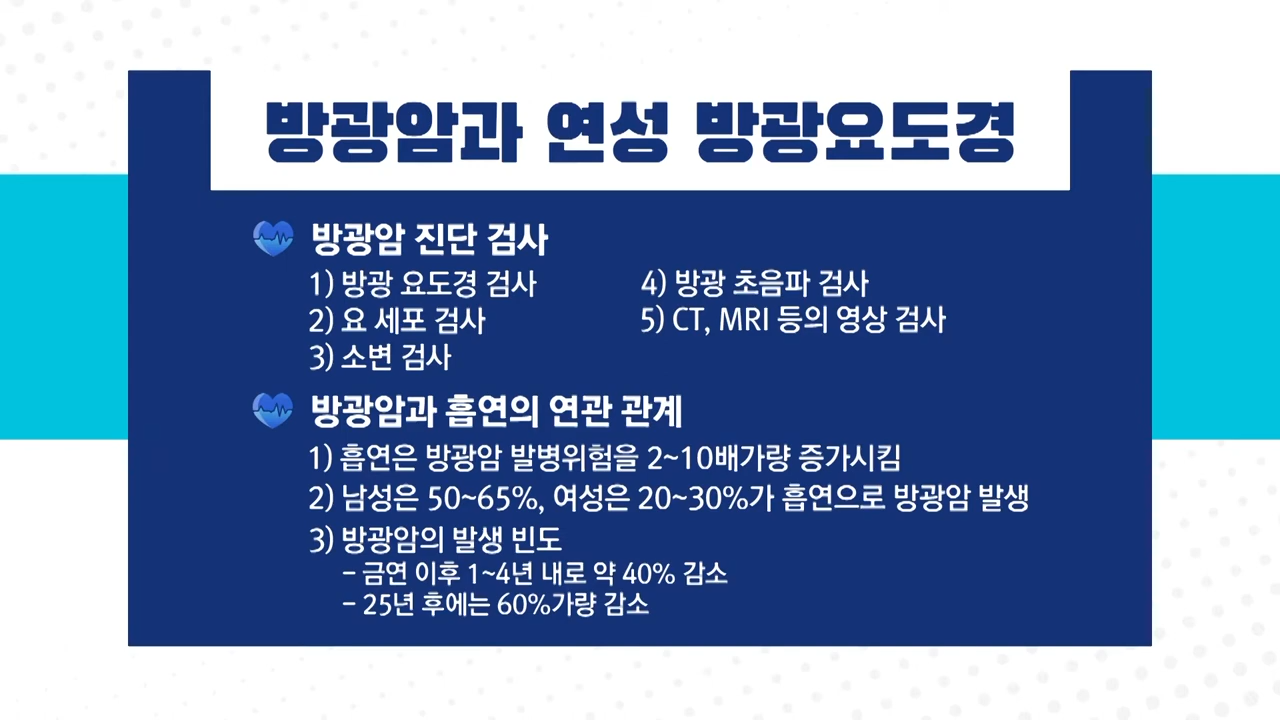 방광암과 연성 방광요도경
방광암 진단 검사
1) 방광 요도경 검사
2) 요 세포 검사
3) 소변 검사
4) 방광 초음파 검사
5) CT, MRI 등의 영상 검사
방광암과 흡연의 연관 관계
1) 흡연은 방광암 발병위험을 2~10배가량 증가시킴
2) 남성은 50~65%, 여성은 20~30%가 흡연으로 방광암 발생
3) 방광암의 발생 빈도
- 금연 이후 1~4년 내로 약 40% 감소
- 25년 후에는 60%가량 감소